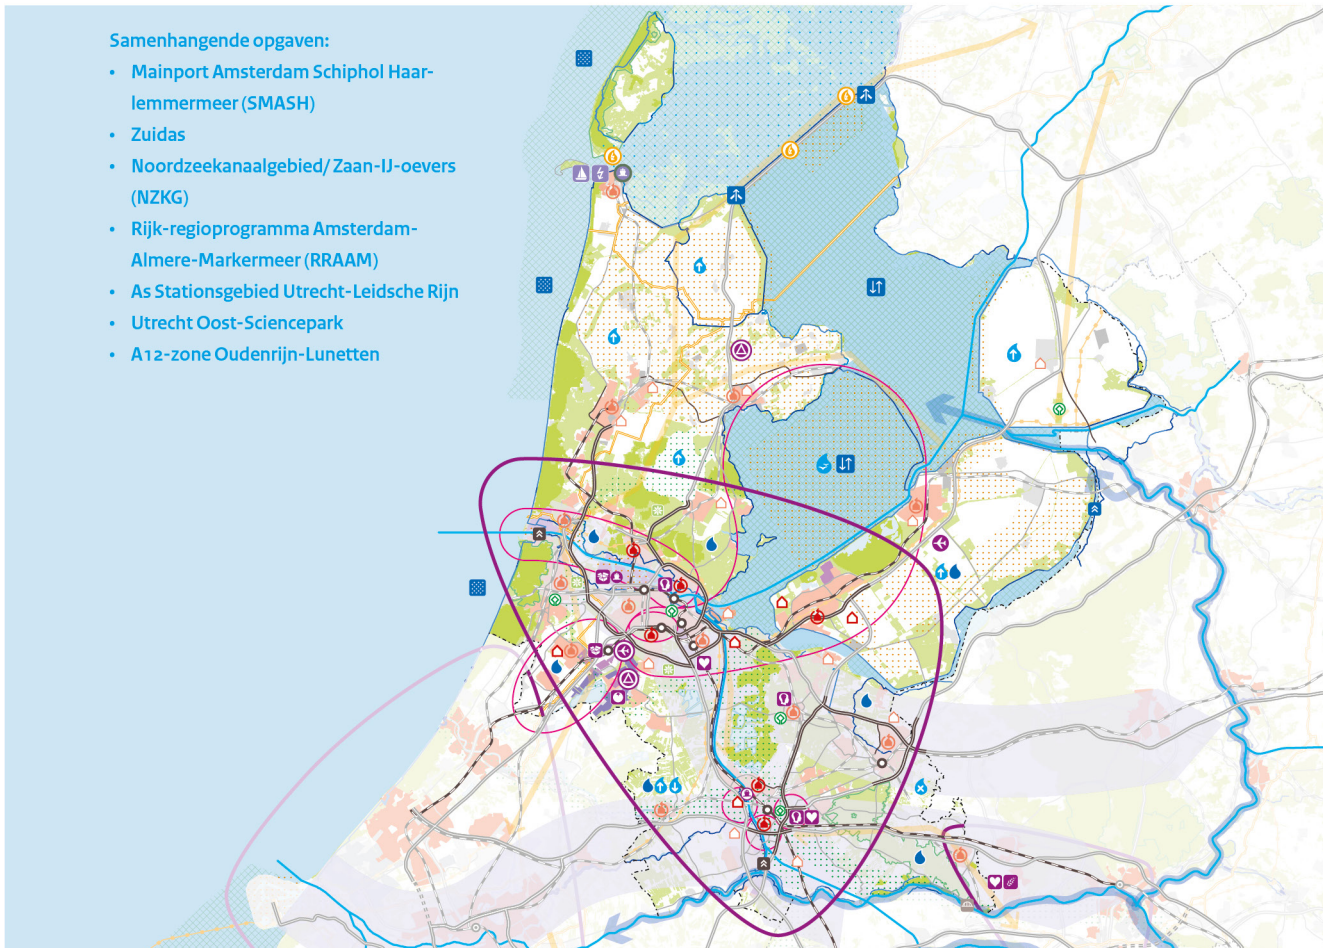 Samenhangende opgaven:
• Mainport Amsterdam Schiphol Haar-
lemmermeer (SMASH)
• Zuidas
• Noordzeekanaalgebied/ Zaan-IJ-oevers
(NZKG)
• Rijk-regioprogramma Amsterdam-
Almere-Markermeer (RRAAM)
• As Stationsgebied Utrecht-Leidsche Rijn
• Utrecht Oost-Sciencepark
• A12-zone Oudenrijn-Lunetten